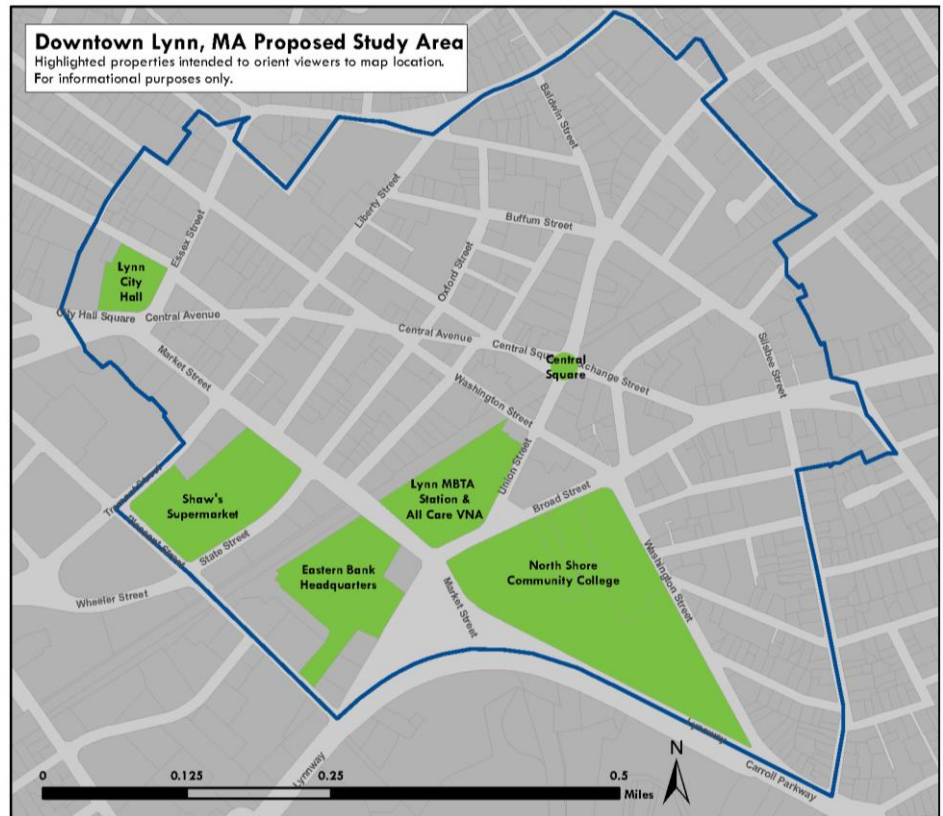 Downtown Lynn, MA Proposed Study Area
Highlighted properties intended to orient viewers to map location.
For informational purposes only.
Baldwin Street
Liberty Street
Buffum Street
Essex Street
Lynn
City
Hall
Oxford Street
City Hall Square
Central Avenue
Central Avenue
Central Squ
Central
Square
xchange Street
Silsbee Street
Market Street
Washington Street
Union Street
Lynn MBTA
Station &
All Care VNA
Broad Street
Shaw's
Supermarket
Street
State Street
Eastern Bank
Headquarters
North Shore
Community College
Washington Street
Wheeler Street
Market Street
Lynnway
Lynnway
Carroll Parkway
N
0
0.125
0.25
0.5
Miles